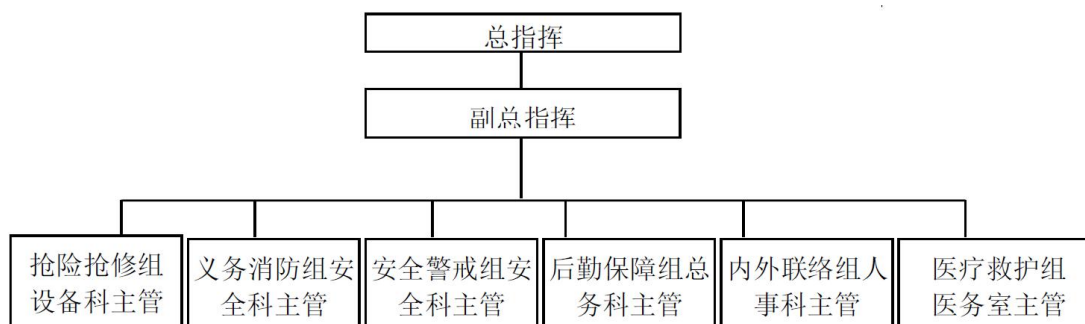 总指挥
副总指挥
抢险抢修组
设备科主管
义务消防组安
全科主管
安全警戒组安
全科主管
后勤保障组总
务科主管
内外联络组人
事科主管
医疗救护组
医务室主管